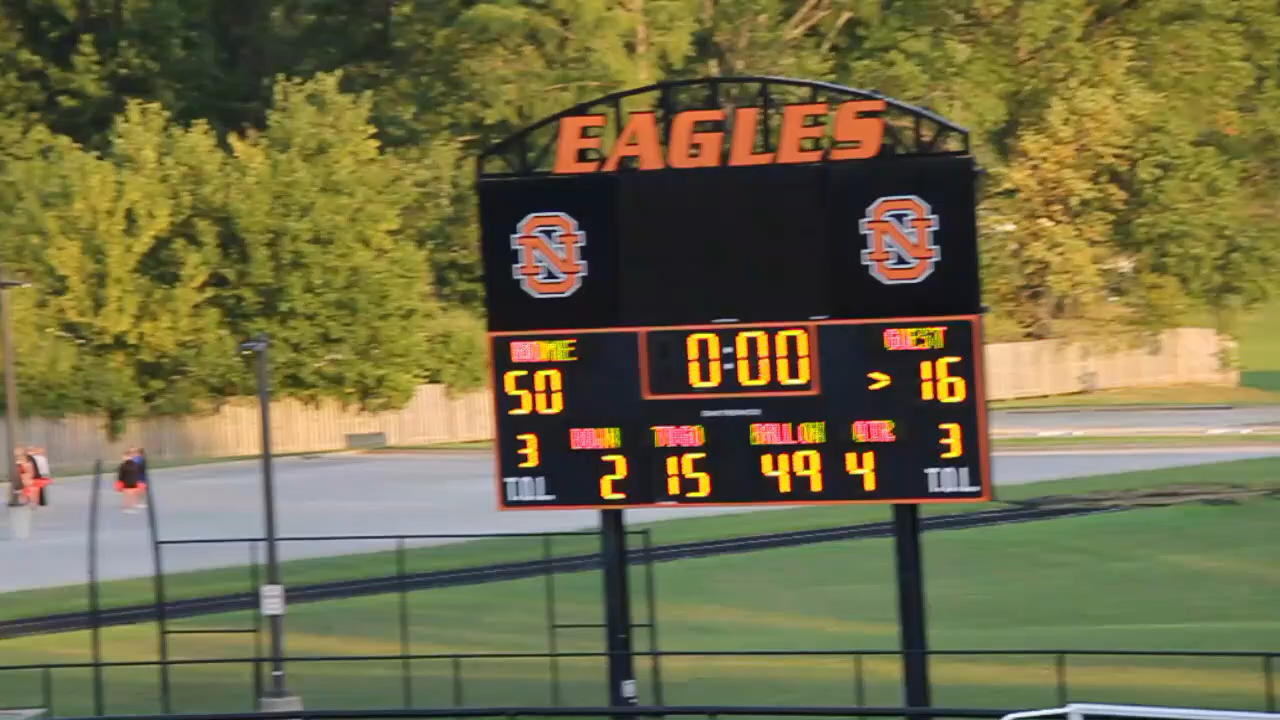 EAGLES
HOME 0:00 GUEST
50 > 16
3 DOWN TO GO BALL ON QTR 3
T.O.L. 2 15 49 4 T.O.L.